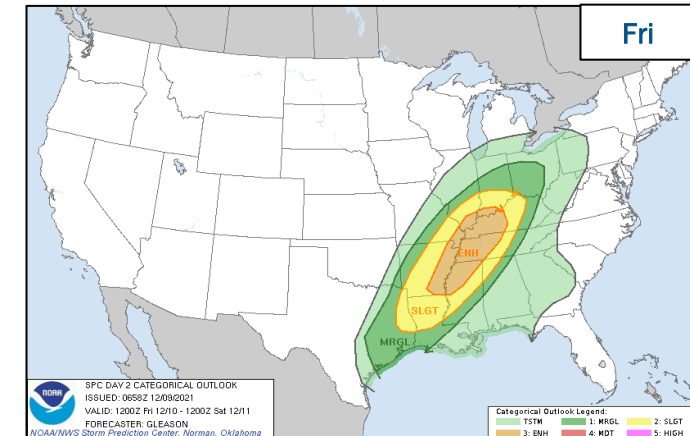 Fri
ENH
SLGT
MRGL
NOAA
SPC DAY 2 CATEGORICAL OUTLOOK
ISSUED: 0658Z 12/09/2021
VALID: 1200Z Fri 12/10 - 1200Z Sat 12/11
FORECASTER: GLEASON
NOAA/NWS Storm Prediction Center, Norman, Oklahoma
Categorical Outlook Legend:
TSTM 1: MRGL 2: SLGT
3: ENH 4: MDT 5: HIGH